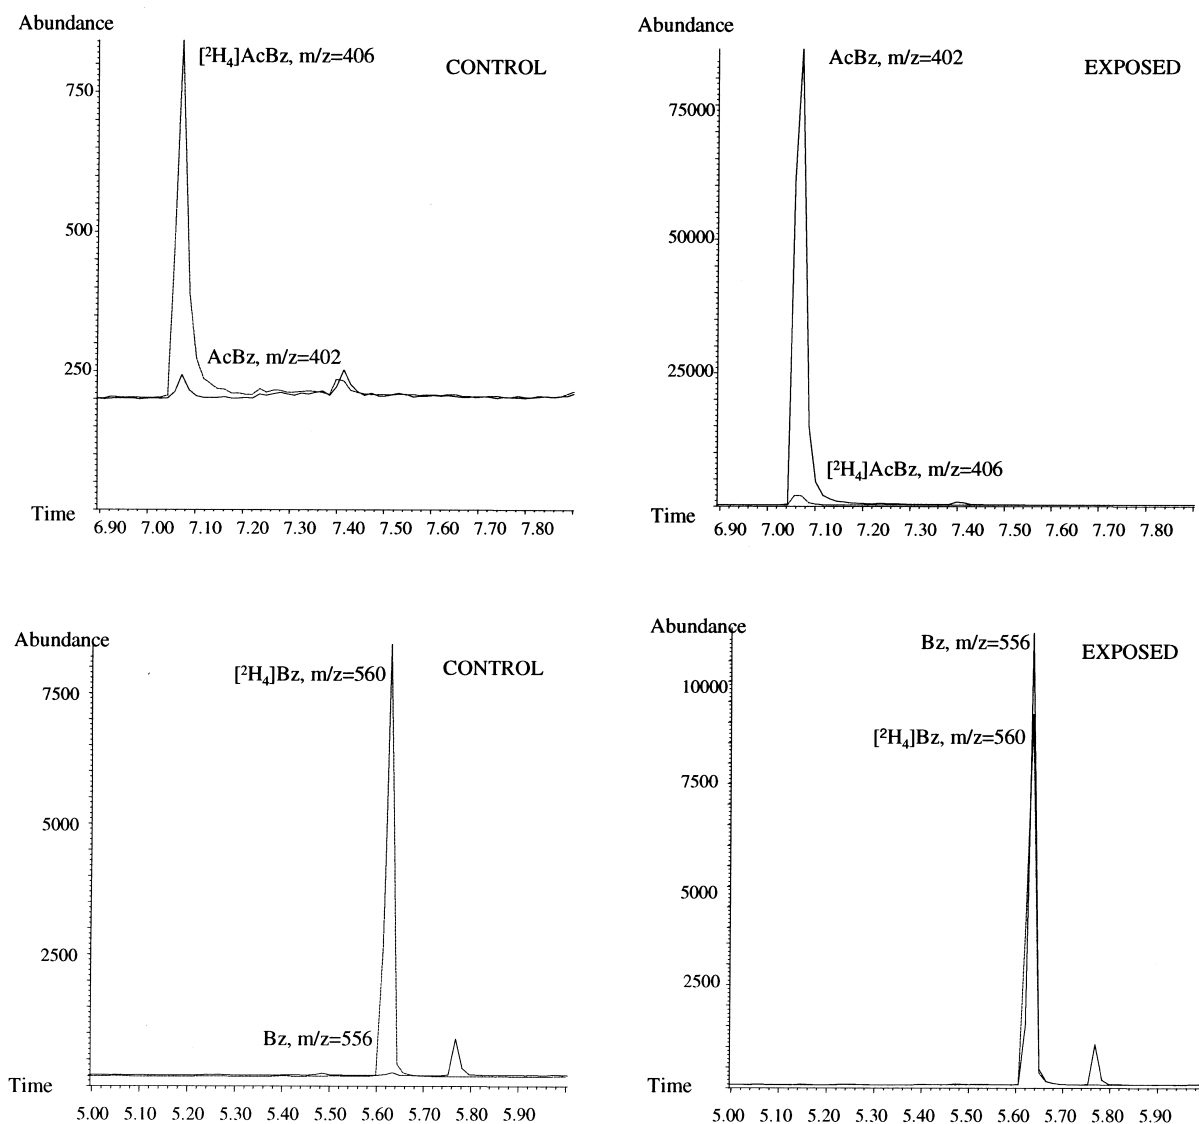 Abundance
[²H₄]AcBz, m/z=406
CONTROL
750
500
250
AcBz, m/z=402
Time
6.90 7.00 7.10 7.20 7.30 7.40 7.50 7.60 7.70 7.80
Abundance
AcBz, m/z=402
EXPOSED
75000
50000
25000
[²H₄]AcBz, m/z=406
Time
6.90 7.00 7.10 7.20 7.30 7.40 7.50 7.60 7.70 7.80
Abundance
[²H₄]Bz, m/z=560
CONTROL
7500
5000
2500
Bz, m/z=556
Time
5.00 5.10 5.20 5.30 5.40 5.50 5.60 5.70 5.80 5.90
Abundance
Bz, m/z=556
EXPOSED
10000
[²H₄]Bz, m/z=560
7500
5000
2500
Time
5.00 5.10 5.20 5.30 5.40 5.50 5.60 5.70 5.80 5.90